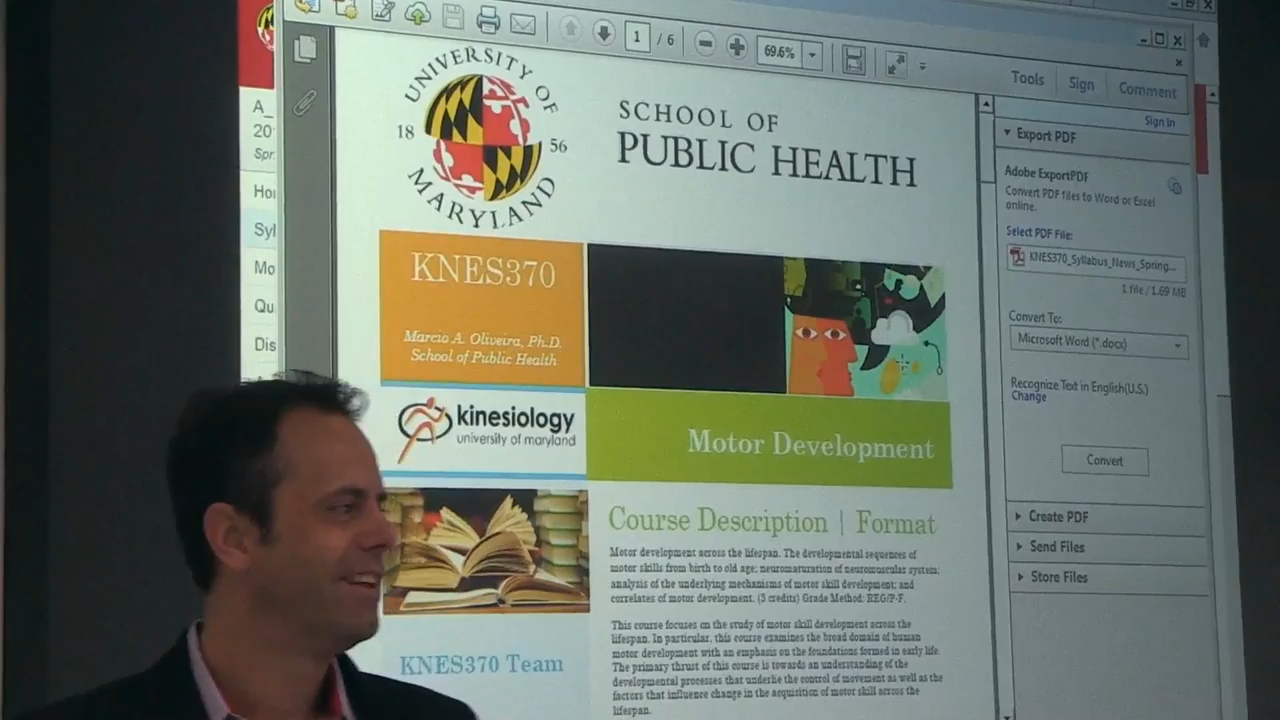 1 / 6
69.6%
Tools
Sign
Comment
Sign In
A_
20
Spr
Ho
Syl
Mo
Qu
Dis
UNIVERSITY OF
18 56
MARYLAND
SCHOOL OF
PUBLIC HEALTH
KNES370
Marcio A. Oliveira, Ph.D.
School of Public Health
kinesiology
university of maryland
Motor Development
Course Description | Format
Motor development across the lifespan. The developmental sequences of
motor skills from birth to old age; neuromaturation of neuromuscular system;
analysis of the underlying mechanisms of motor skill development; and
correlates of motor development. (3 credits) Grade Method: REG/P-F.
This course focuses on the study of motor skill development across the
lifespan. In particular, this course examines the broad domain of human
motor development with an emphasis on the foundations formed in early life.
The primary thrust of this course is towards an understanding of the
developmental processes that underlie the control of movement as well as the
factors that influence change in the acquisition of motor skill across the
lifespan.
KNES370 Team
Export PDF
Adobe ExportPDF
Convert PDF files to Word or Excel
online.
Select PDF File:
KNES370_Syllabus_News_Spring...
1 file / 1.69 MB
Convert To:
Microsoft Word (*.docx)
Recognize Text in English(U.S.)
Change
Convert
Create PDF
Send Files
Store Files